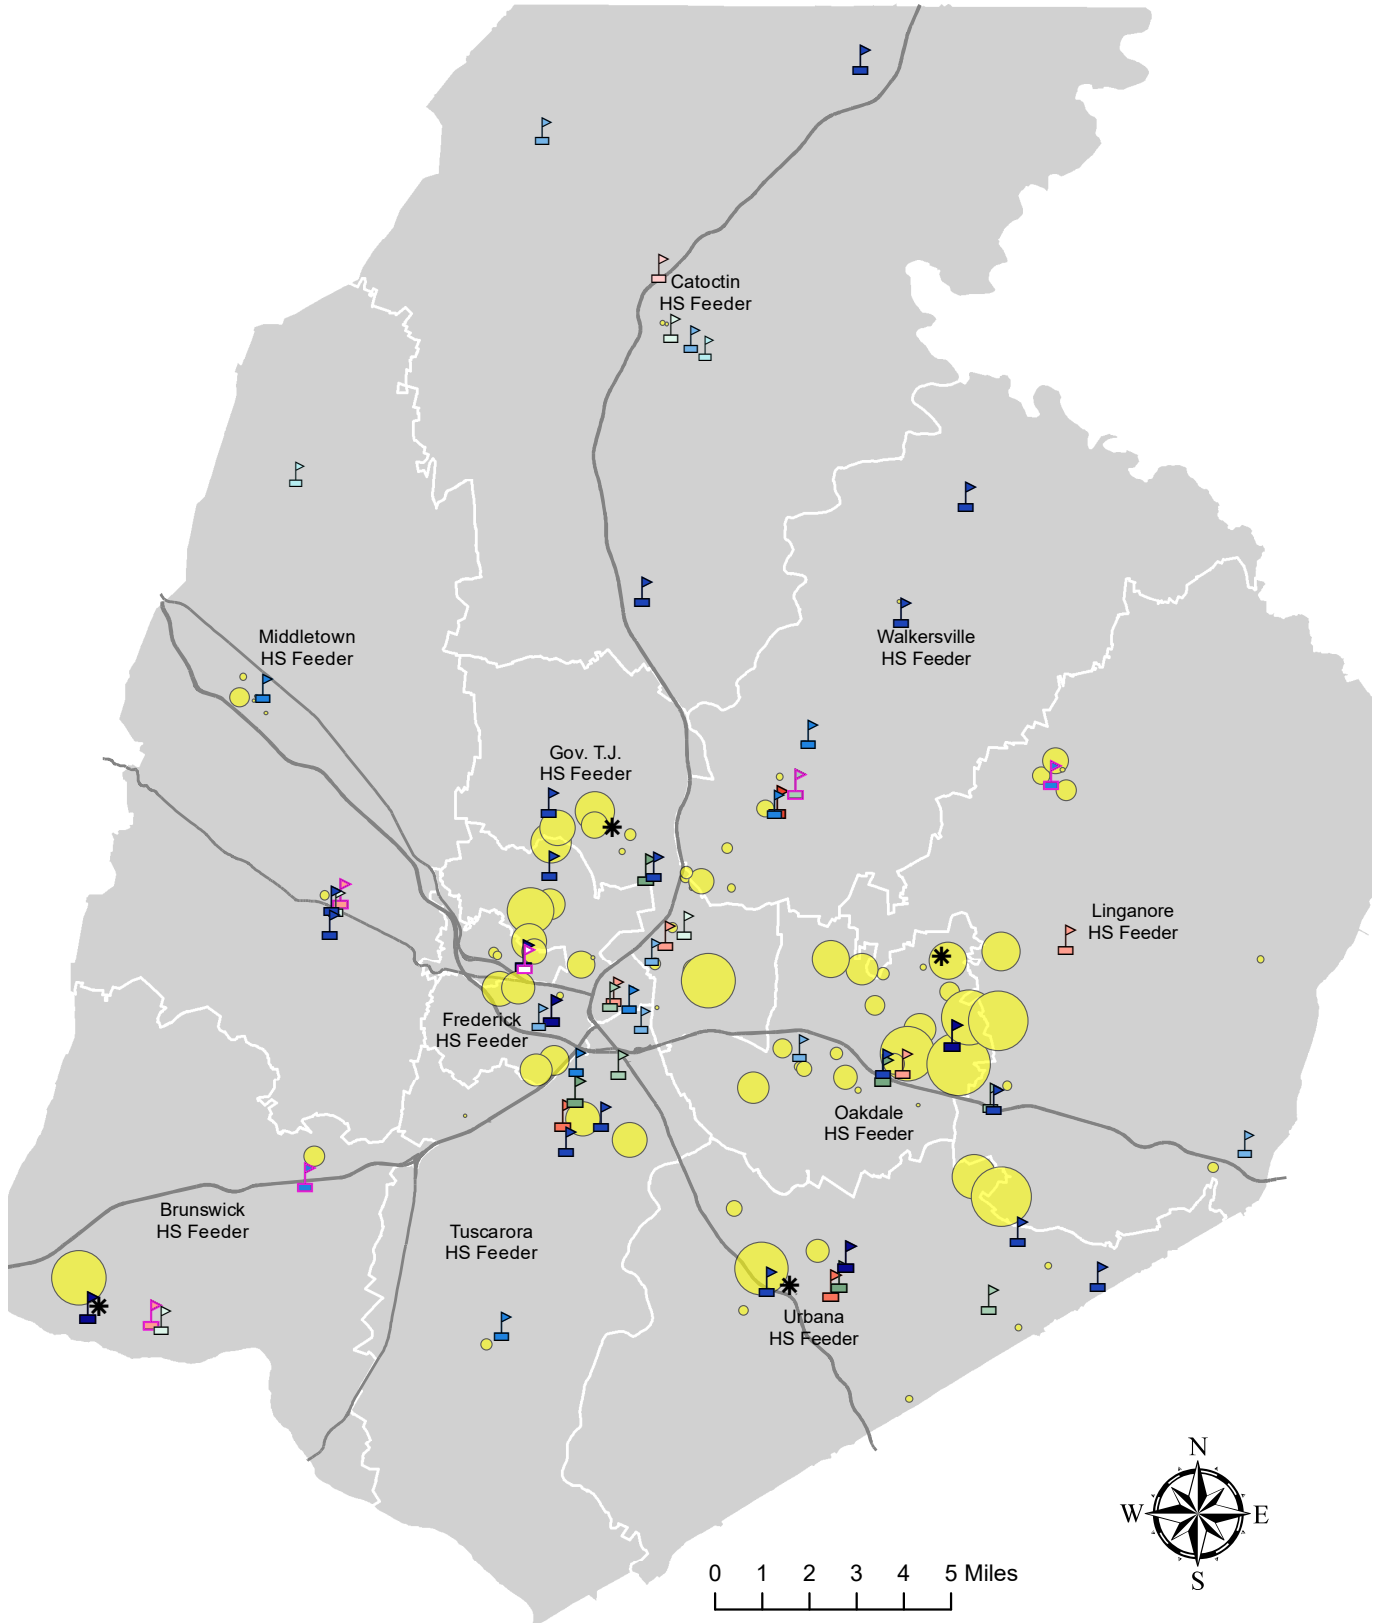 Catoctin
HS Feeder
Middletown
HS Feeder
Walkersville
HS Feeder
Gov. T.J.
HS Feeder
Linganore
HS Feeder
Frederick
HS Feeder
Oakdale
HS Feeder
Brunswick
HS Feeder
Tuscarora
HS Feeder
Urbana
HS Feeder
N
W E
S
0 1 2 3 4 5 Miles